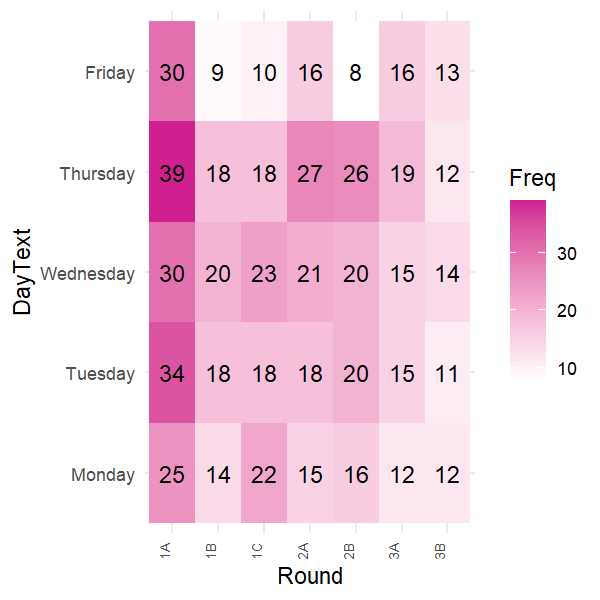 Friday 30 9 10 16 8 16 13
Thursday 39 18 18 27 26 19 12
Wednesday 30 20 23 21 20 15 14
Tuesday 34 18 18 18 20 15 11
Monday 25 14 22 15 16 12 12
1A 1B 1C 2A 2B 3A 3B
Round
DayText
Freq
30
20
10